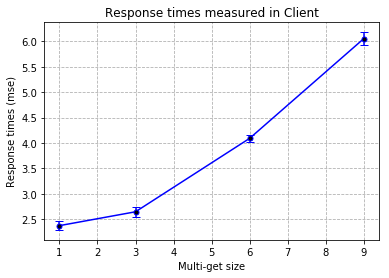 Response times measured in Client
6.0
5.5
5.0
4.5
4.0
3.5
3.0
2.5
Response times (mse)
1 2 3 4 5 6 7 8 9
Multi-get size